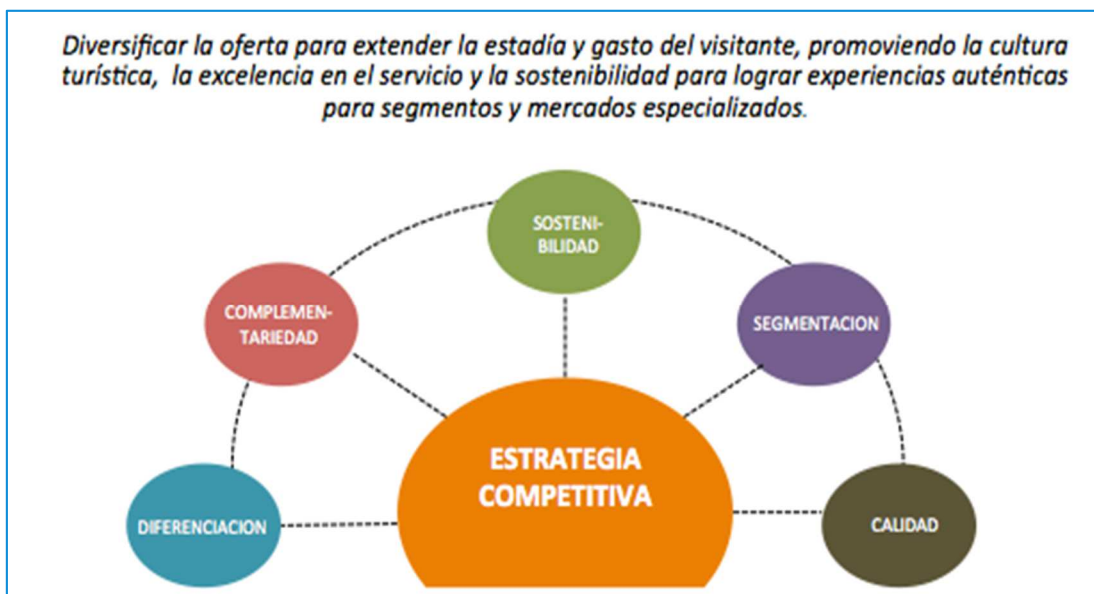 Diversificar la oferta para extender la estadía y gasto del visitante, promoviendo la cultura
turística, la excelencia en el servicio y la sostenibilidad para lograr experiencias auténticas
para segmentos y mercados especializados.
SOSTENI-
BILIDAD
COMPLEMEN-
TARIEDAD
SEGMENTACION
ESTRATEGIA
COMPETITIVA
DIFERENCIACION
CALIDAD